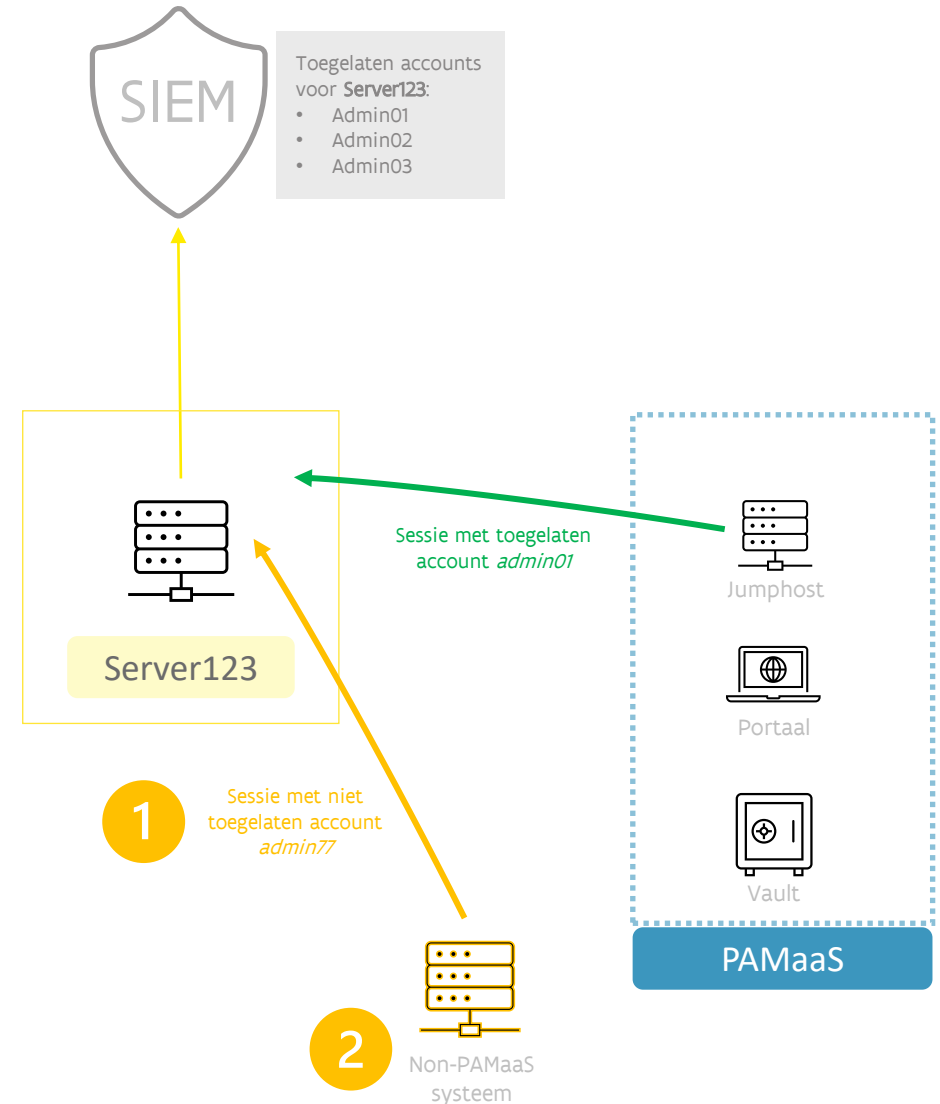 SIEM
Toegelaten accounts
voor Server123:
• Admin01
• Admin02
• Admin03
Sessie met toegelaten
account admin01
Jumphost
Server123
Portaal
1
Sessie met niet
toegelaten account
admin77
Vault
PAMaaS
2
Non-PAMaaS
systeem